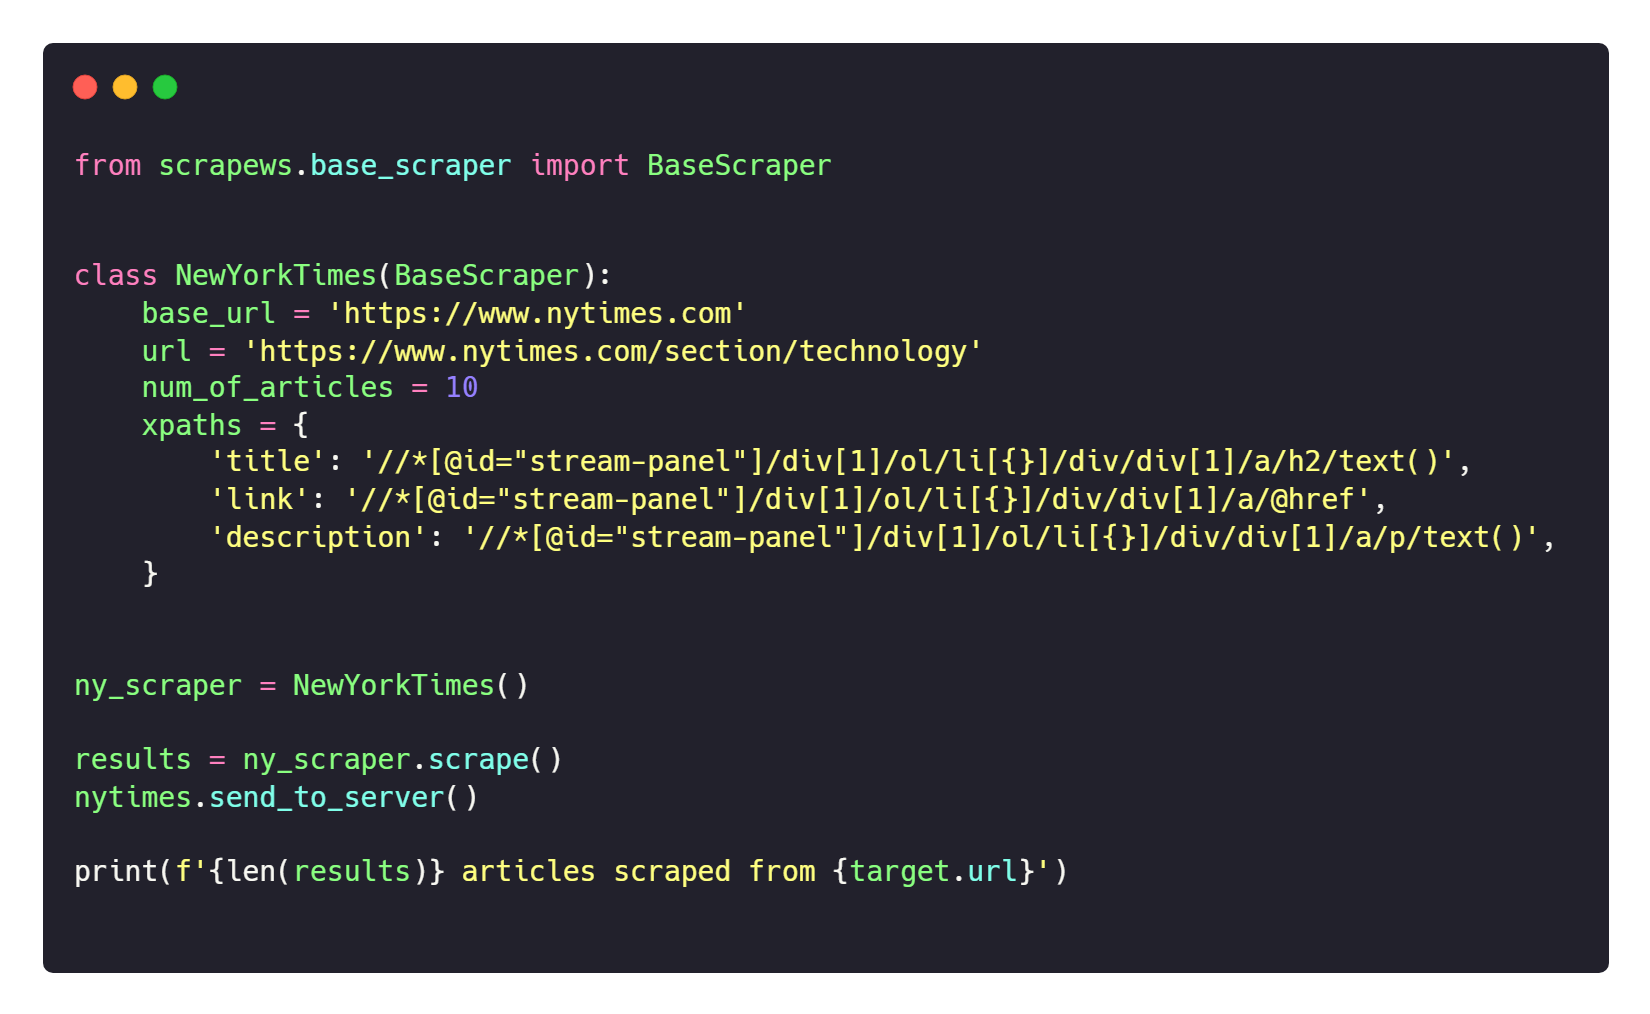 from scrapews.base_scraper import BaseScraper
class NewYorkTimes(BaseScraper):
    base_url = 'https://www.nytimes.com'
    url = 'https://www.nytimes.com/section/technology'
    num_of_articles = 10
    xpaths = {
        'title': '//*[@id="stream-panel"]/div[1]/ol/li[{}]/div/div[1]/a/h2/text()',
        'link': '//*[@id="stream-panel"]/div[1]/ol/li[{}]/div/div[1]/a/@href',
        'description': '//*[@id="stream-panel"]/div[1]/ol/li[{}]/div/div[1]/a/p/text()',
    }
ny_scraper = NewYorkTimes()
results = ny_scraper.scrape()
nytimes.send_to_server()
print(f'{len(results)} articles scraped from {target.url}')